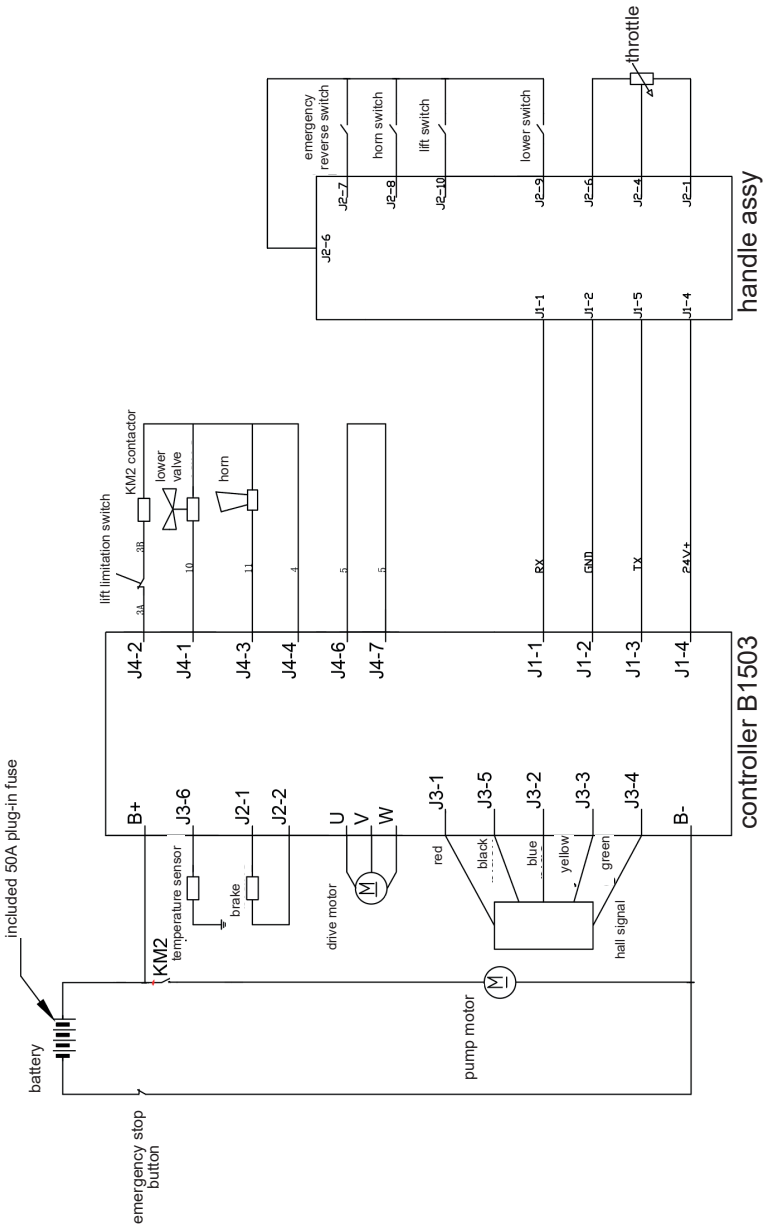 included 50A plug-in fuse
battery
emergency stop
button
KM2
pump motor
B+
J3-6
J2-1
J2-2
U
V
W
J3-1
J3-5
J3-2
J3-3
J3-4
B-
temperature sensor
brake
drive motor
M
M
red
black
blue
yellow
green
hall signal
controller B1503
J4-2
J4-1
J4-3
J4-4
J4-6
J4-7
J1-1
J1-2
J1-3
J1-4
lift limitation switch
3A
3B
KM2 contactor
10
lower
valve
11
horn
4
5
5
RX
GND
TX
24V+
handle assy
J1-1
J1-2
J1-5
J1-4
J2-6
J2-7
J2-8
J2-10
J2-9
J2-6
J2-4
J2-1
emergency
reverse switch
horn switch
lift switch
lower switch
throttle